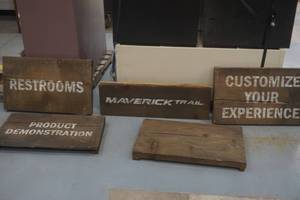 RESTROOMS
MAVERICK TRAIL
CUSTOMIZE
YOUR
EXPERIENCE
PRODUCT
DEMONSTRATION